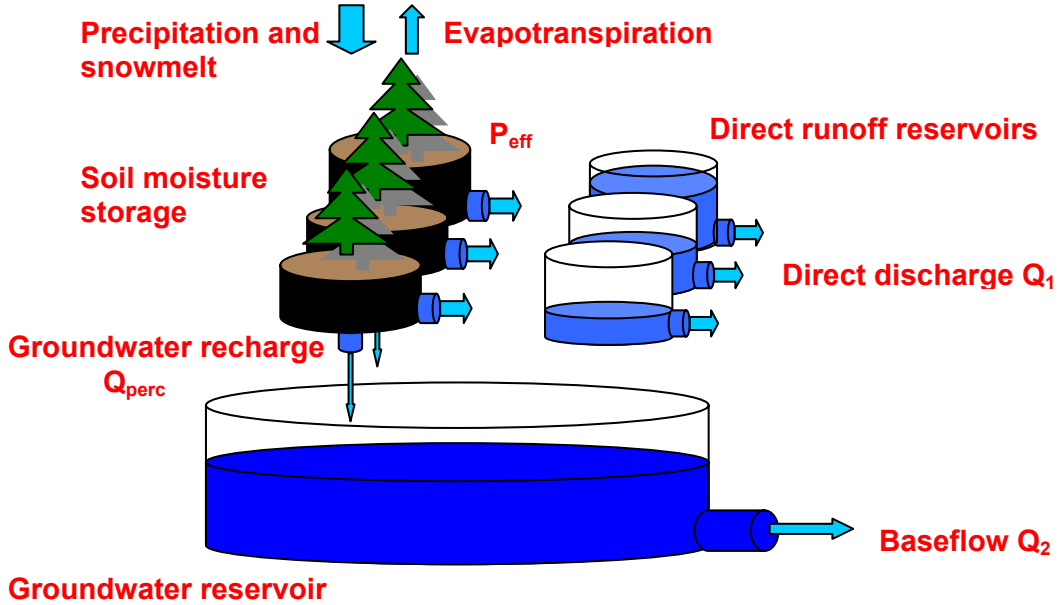 Precipitation and
snowmelt
Evapotranspiration
Peff
Direct runoff reservoirs
Soil moisture
storage
Direct discharge Q1
Groundwater recharge
Qperc
Baseflow Q2
Groundwater reservoir